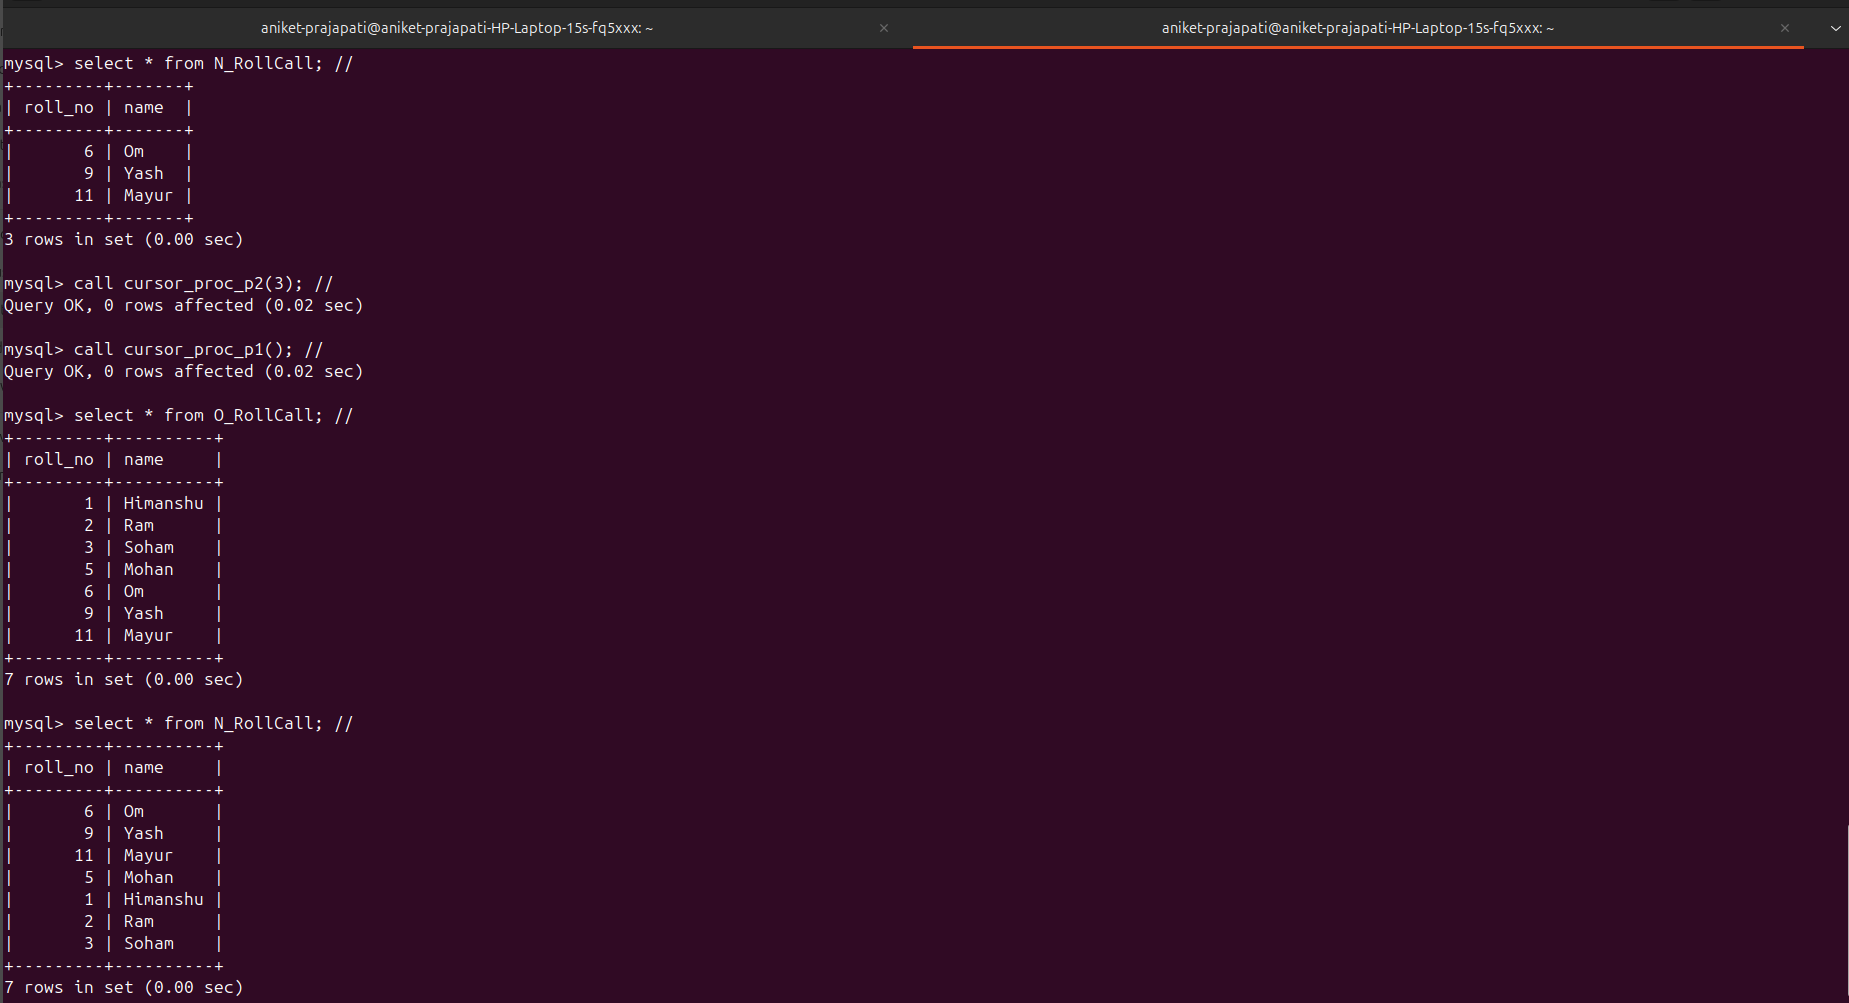 aniket-prajapati@aniket-prajapati-HP-Laptop-15s-fq5xxx: ~ × aniket-prajapati@aniket-prajapati-HP-Laptop-15s-fq5xxx: ~ ×
mysql> select * from N_RollCall; //
+---------+-------+
| roll_no | name  |
+---------+-------+
|       6 | Om    |
|       9 | Yash  |
|      11 | Mayur |
+---------+-------+
3 rows in set (0.00 sec)

mysql> call cursor_proc_p2(3); //
Query OK, 0 rows affected (0.02 sec)

mysql> call cursor_proc_p1(); //
Query OK, 0 rows affected (0.02 sec)

mysql> select * from O_RollCall; //
+---------+----------+
| roll_no | name     |
+---------+----------+
|       1 | Himanshu |
|       2 | Ram      |
|       3 | Soham    |
|       5 | Mohan    |
|       6 | Om       |
|       9 | Yash     |
|      11 | Mayur    |
+---------+----------+
7 rows in set (0.00 sec)

mysql> select * from N_RollCall; //
+---------+----------+
| roll_no | name     |
+---------+----------+
|       6 | Om       |
|       9 | Yash     |
|      11 | Mayur    |
|       5 | Mohan    |
|       1 | Himanshu |
|       2 | Ram      |
|       3 | Soham    |
+---------+----------+
7 rows in set (0.00 sec)